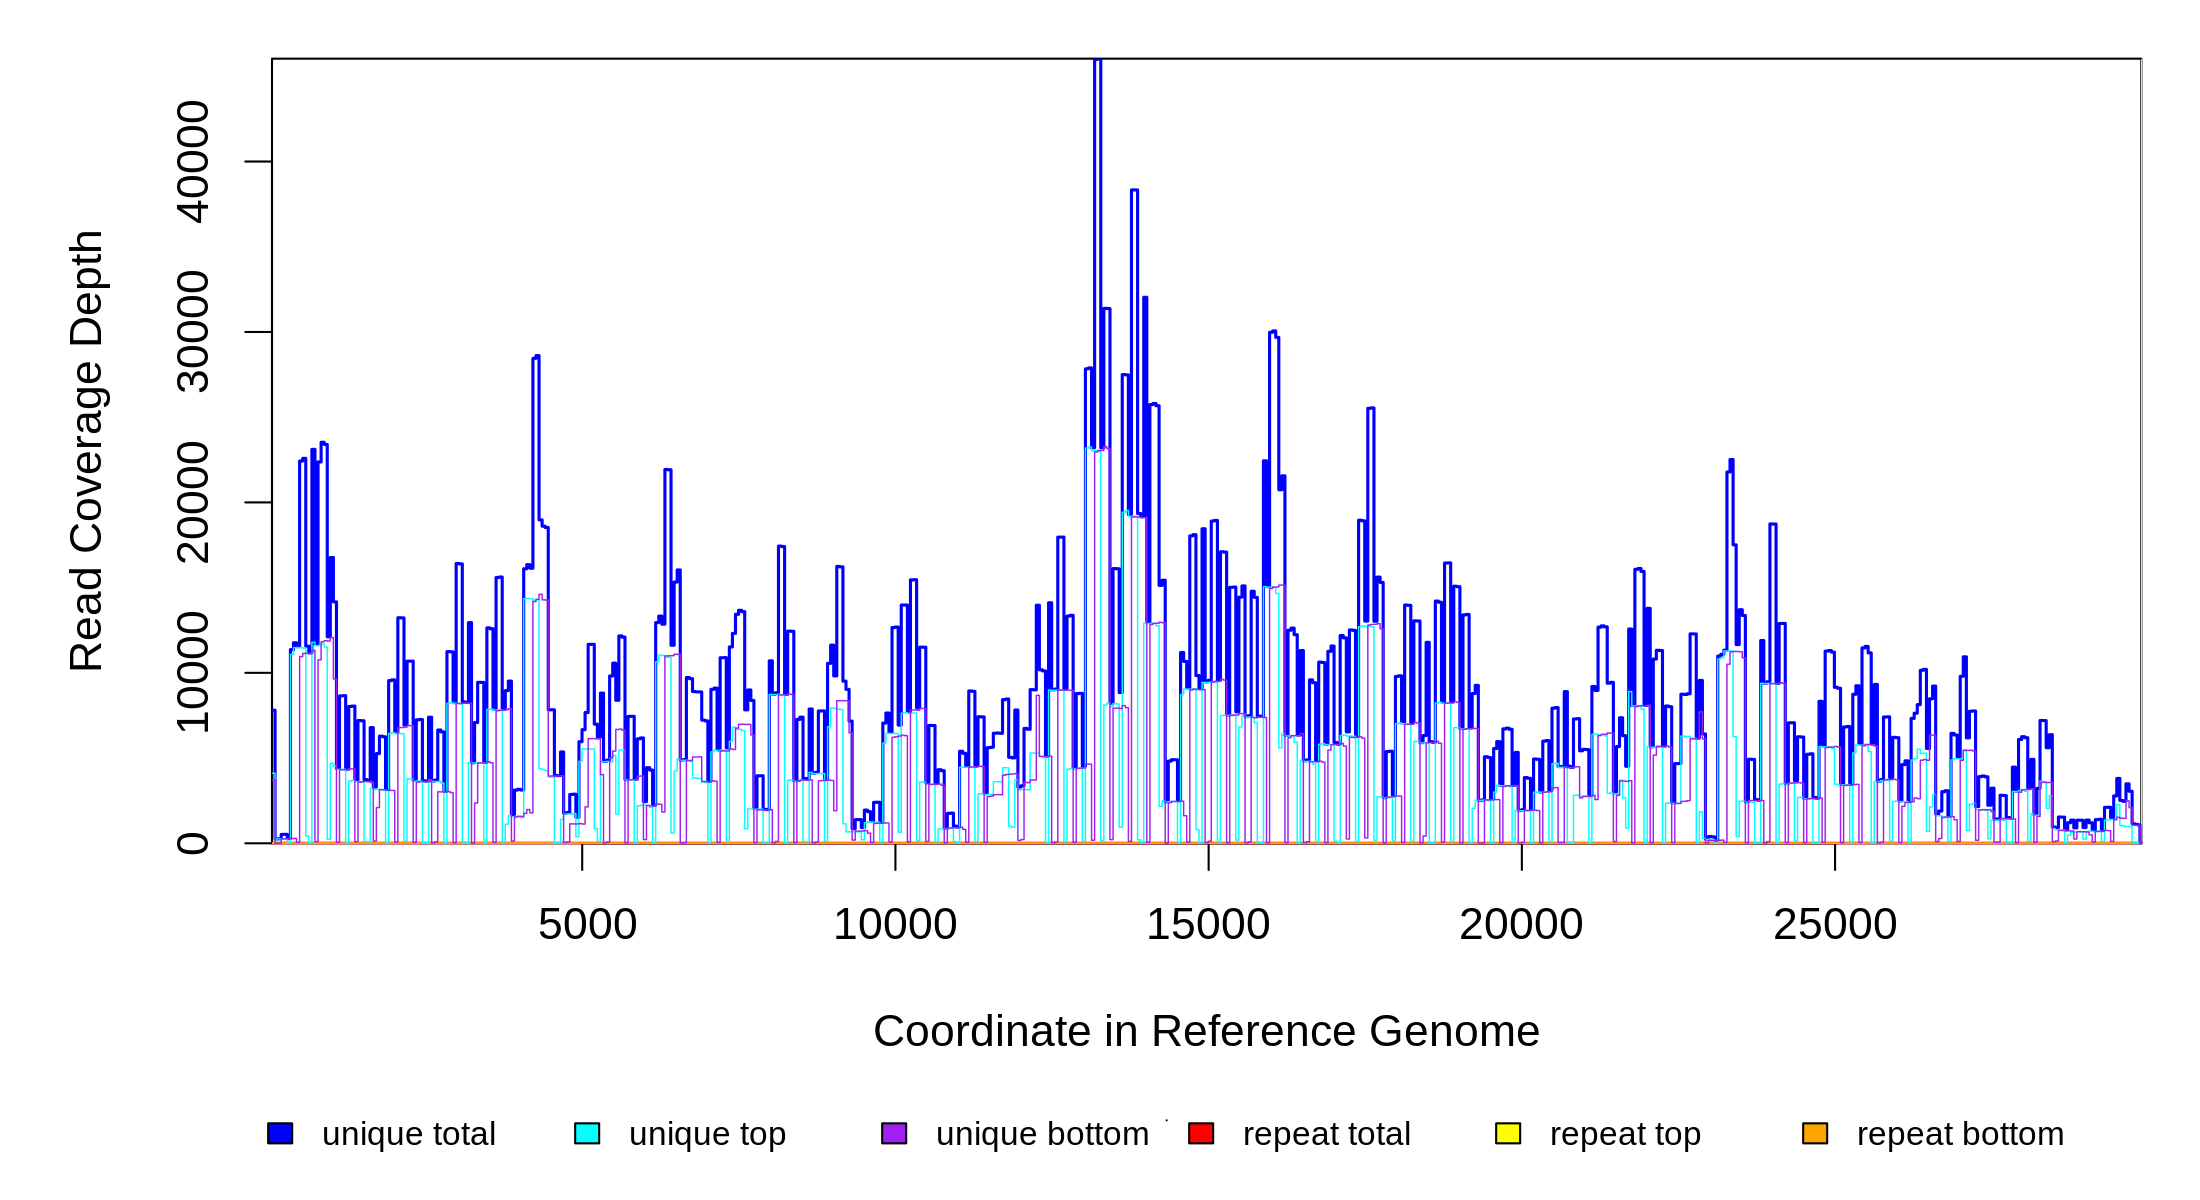 Read Coverage Depth
40000
30000
20000
10000
0
5000 10000 15000 20000 25000
Coordinate in Reference Genome
unique total unique top unique bottom repeat total repeat top repeat bottom